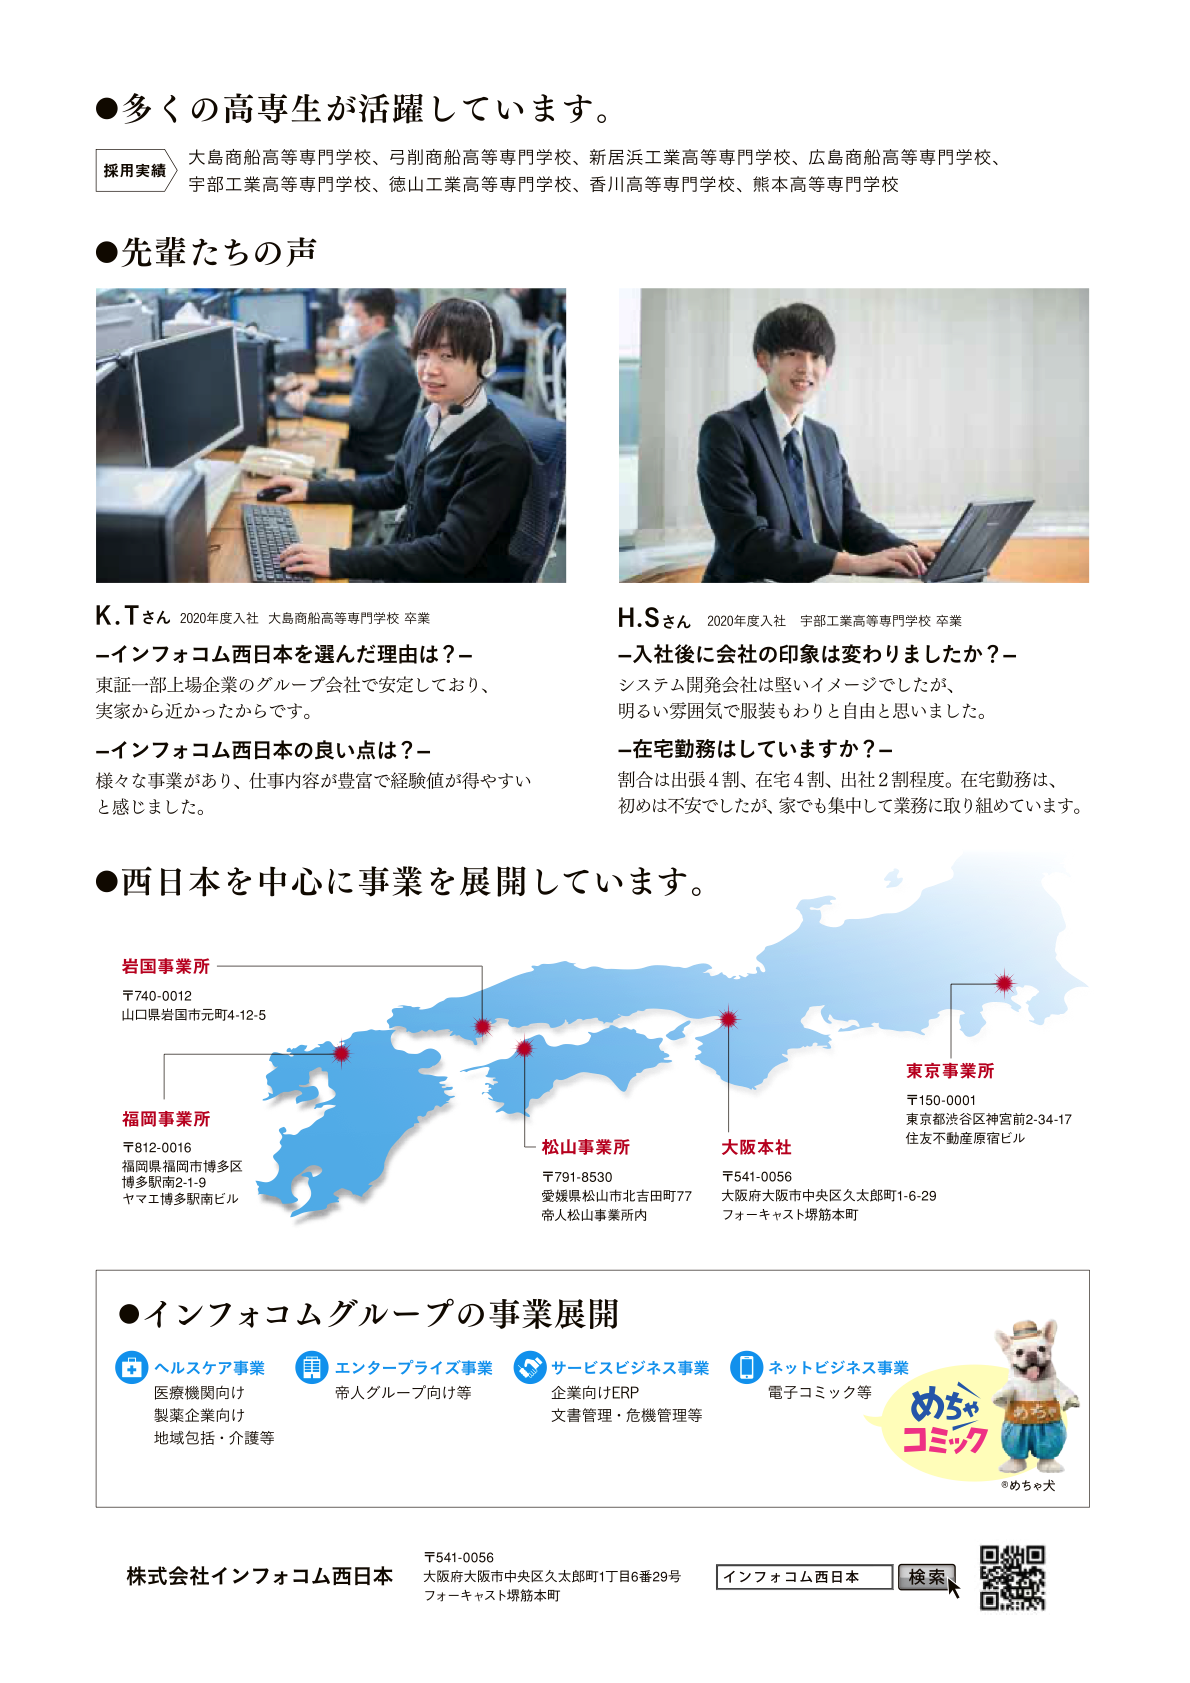 ●多くの高専生が活躍しています。
採用実績
大島商船高等専門学校、弓削商船高等専門学校、新居浜工業高等専門学校、広島商船高等専門学校、
宇部工業高等専門学校、徳山工業高等専門学校、香川高等専門学校、熊本高等専門学校
●先輩たちの声
K.Tさん 2020年度入社 大島商船高等専門学校 卒業
–インフォコム西日本を選んだ理由は？–
東証一部上場企業のグループ会社で安定しており、
実家から近かったからです。
–インフォコム西日本の良い点は？–
様々な事業があり、仕事内容が豊富で経験値が得やすい
と感じました。
H.Sさん 2020年度入社 宇部工業高等専門学校 卒業
–入社後に会社の印象は変わりましたか？–
システム開発会社は堅いイメージでしたが、
明るい雰囲気で服装もわりと自由と思いました。
–在宅勤務はしていますか？–
割合は出張４割、在宅４割、出社２割程度。在宅勤務は、
初めは不安でしたが、家でも集中して業務に取り組めています。
●西日本を中心に事業を展開しています。
岩国事業所
〒740-0012
山口県岩国市元町4-12-5
福岡事業所
〒812-0016
福岡県福岡市博多区
博多駅南2-1-9
ヤマエ博多駅南ビル
松山事業所
〒791-8530
愛媛県松山市北吉田町77
帝人松山事業所内
大阪本社
〒541-0056
大阪府大阪市中央区久太郎町1-6-29
フォーキャスト堺筋本町
東京事業所
〒150-0001
東京都渋谷区神宮前2-34-17
住友不動産原宿ビル
●インフォコムグループの事業展開
ヘルスケア事業
医療機関向け
製薬企業向け
地域包括・介護等
エンタープライズ事業
帝人グループ向け等
サービスビジネス事業
企業向けERP
文書管理・危機管理等
ネットビジネス事業
電子コミック等
めちゃ
コミック
めちゃ
®めちゃ犬
株式会社インフォコム西日本
〒541-0056
大阪府大阪市中央区久太郎町1丁目6番29号
フォーキャスト堺筋本町
インフォコム西日本
検索